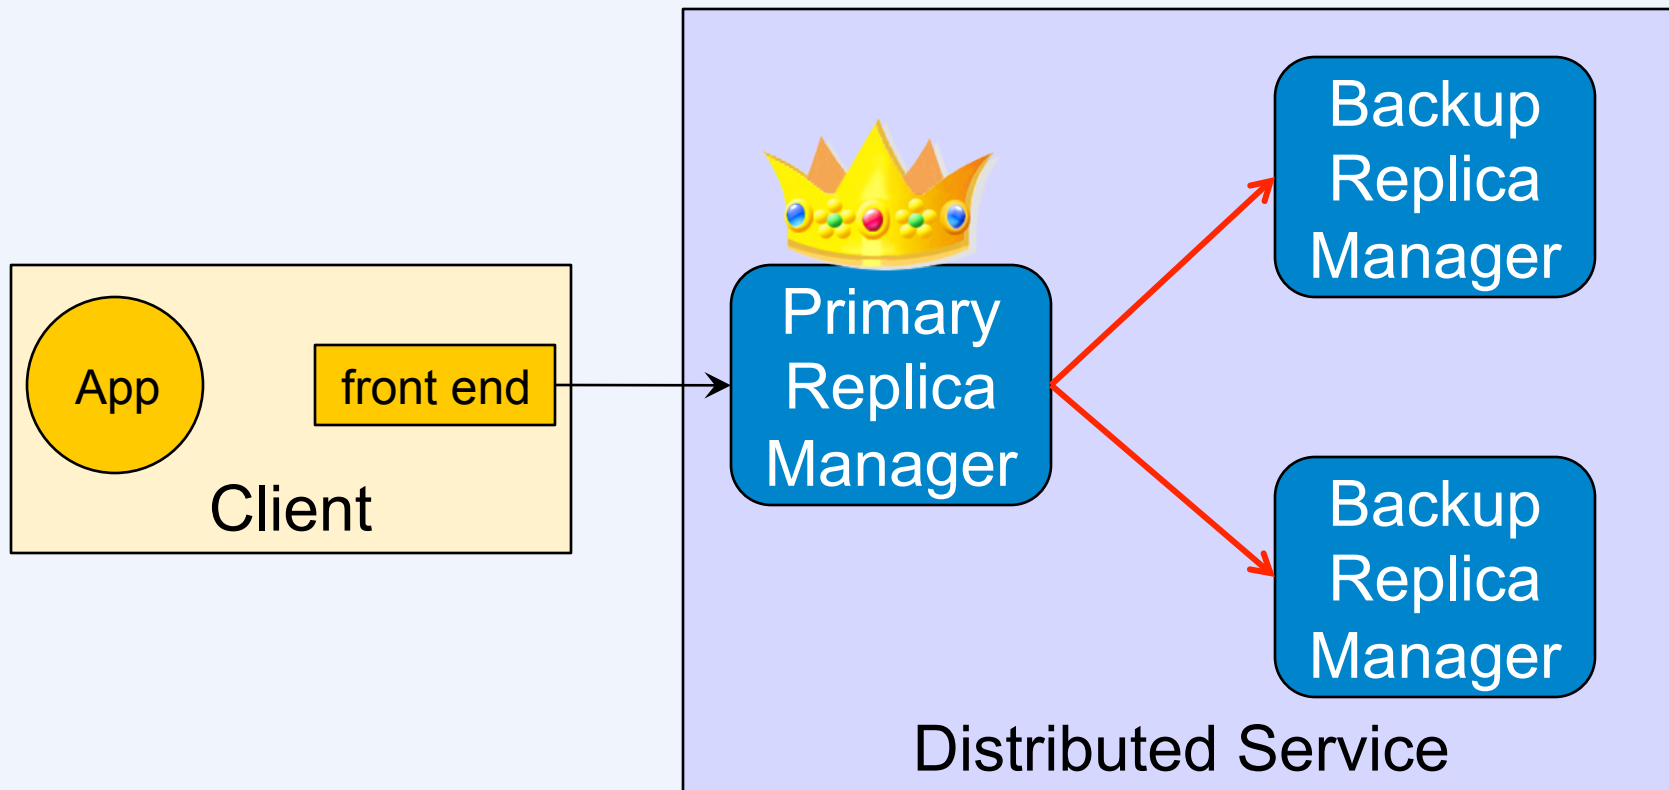 App
front end
Client
Primary
Replica
Manager
Backup
Replica
Manager
Backup
Replica
Manager
Distributed Service